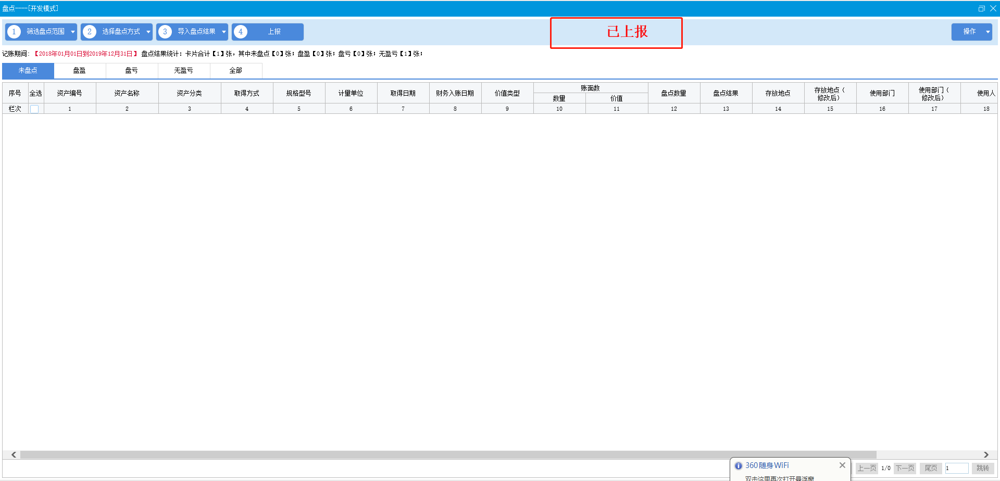 盘点——[开发模式]
1 筛选盘点范围 2 选择盘点方式 3 导入盘点结果 4 上报 已上报 操作
记账期间：【2018年01月01日到2019年12月31日】 盘点结果统计：卡片合计【1】张，其中未盘点【0】张；盘盈【0】张；盘亏【0】张；无盈亏【1】张；
未盘点 盘盈 盘亏 无盈亏 全部
序号 全选 资产编号 资产名称 资产分类 取得方式 规格型号 计量单位 取得日期 财务入账日期 价值类型 账面数 数量 价值 盘点数量 盘点结果 存放地点 存放地点（修改后） 使用部门 使用部门（修改后） 使用人
栏次 1 2 3 4 5 6 7 8 9 10 11 12 13 14 15 16 17 18
360随身WiFi
双击这里再次打开悬浮窗
上一页 1/0 下一页 尾页 1 跳转